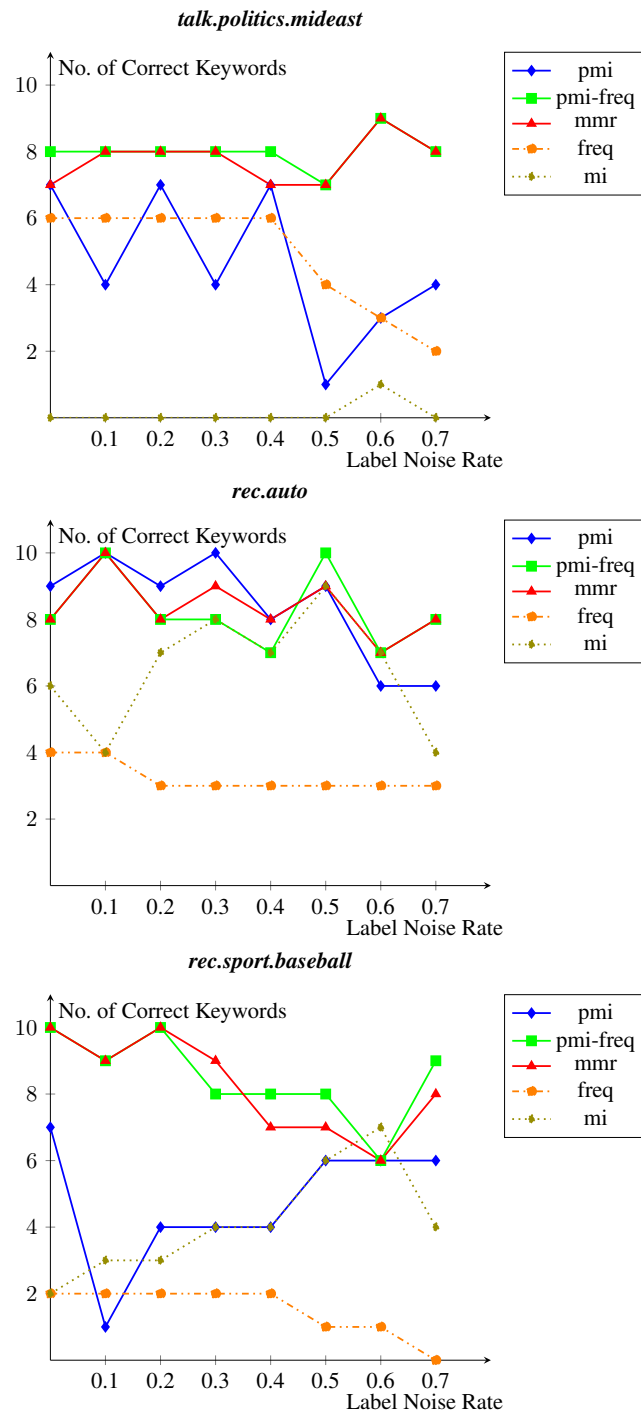 talk.politics.mideast
No. of Correct Keywords
10
8
6
4
2
0.1 0.2 0.3 0.4 0.5 0.6 0.7
Label Noise Rate
pmi
pmi-freq
mmr
freq
mi
rec.auto
No. of Correct Keywords
10
8
6
4
2
0.1 0.2 0.3 0.4 0.5 0.6 0.7
Label Noise Rate
pmi
pmi-freq
mmr
freq
mi
rec.sport.baseball
No. of Correct Keywords
10
8
6
4
2
0.1 0.2 0.3 0.4 0.5 0.6 0.7
Label Noise Rate
pmi
pmi-freq
mmr
freq
mi